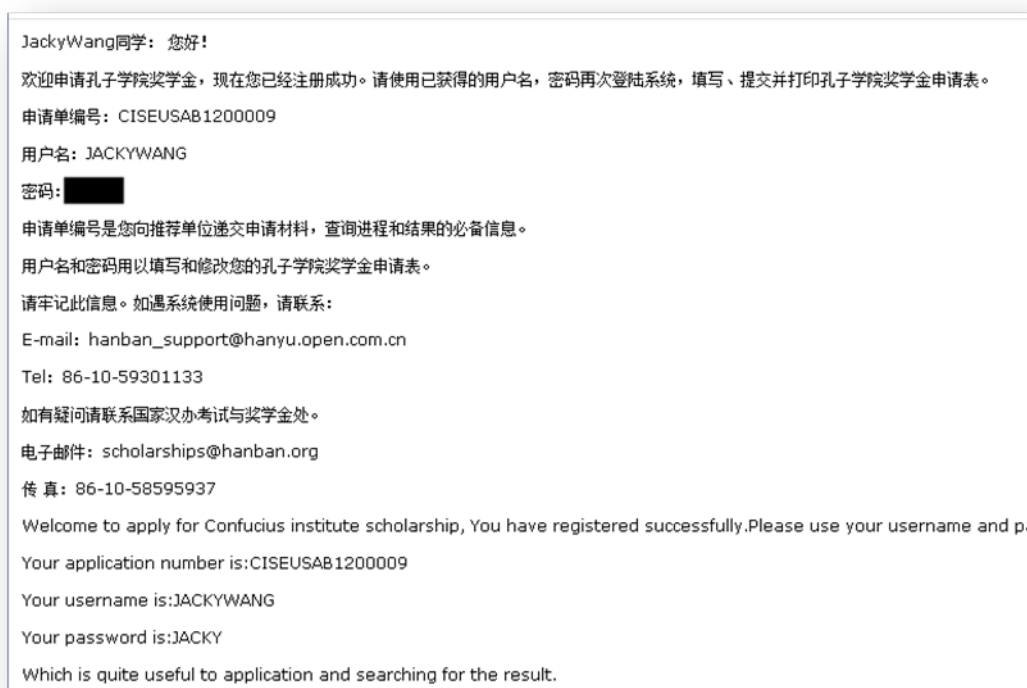 JackyWang同学： 您好！
欢迎申请孔子学院奖学金，现在您已经注册成功。请使用已获得的用户名，密码再次登陆系统，填写、提交并打印孔子学院奖学金申请表。
申请单编号：CISEUSAB1200009
用户名：JACKYWANG
密码：
申请单编号是您向推荐单位递交申请材料，查询进程和结果的必备信息。
用户名和密码用以填写和修改您的孔子学院奖学金申请表。
请牢记此信息。如遇系统使用问题，请联系：
E-mail：hanban_support@hanyu.open.com.cn
Tel：86-10-59301133
如有疑问请联系国家汉办考试与奖学金处。
电子邮件：scholarships@hanban.org
传 真：86-10-58595937
Welcome to apply for Confucius institute scholarship, You have registered successfully.Please use your username and
Your application number is:CISEUSAB1200009
Your username is:JACKYWANG
Your password is:JACKY
Which is quite useful to application and searching for the result.